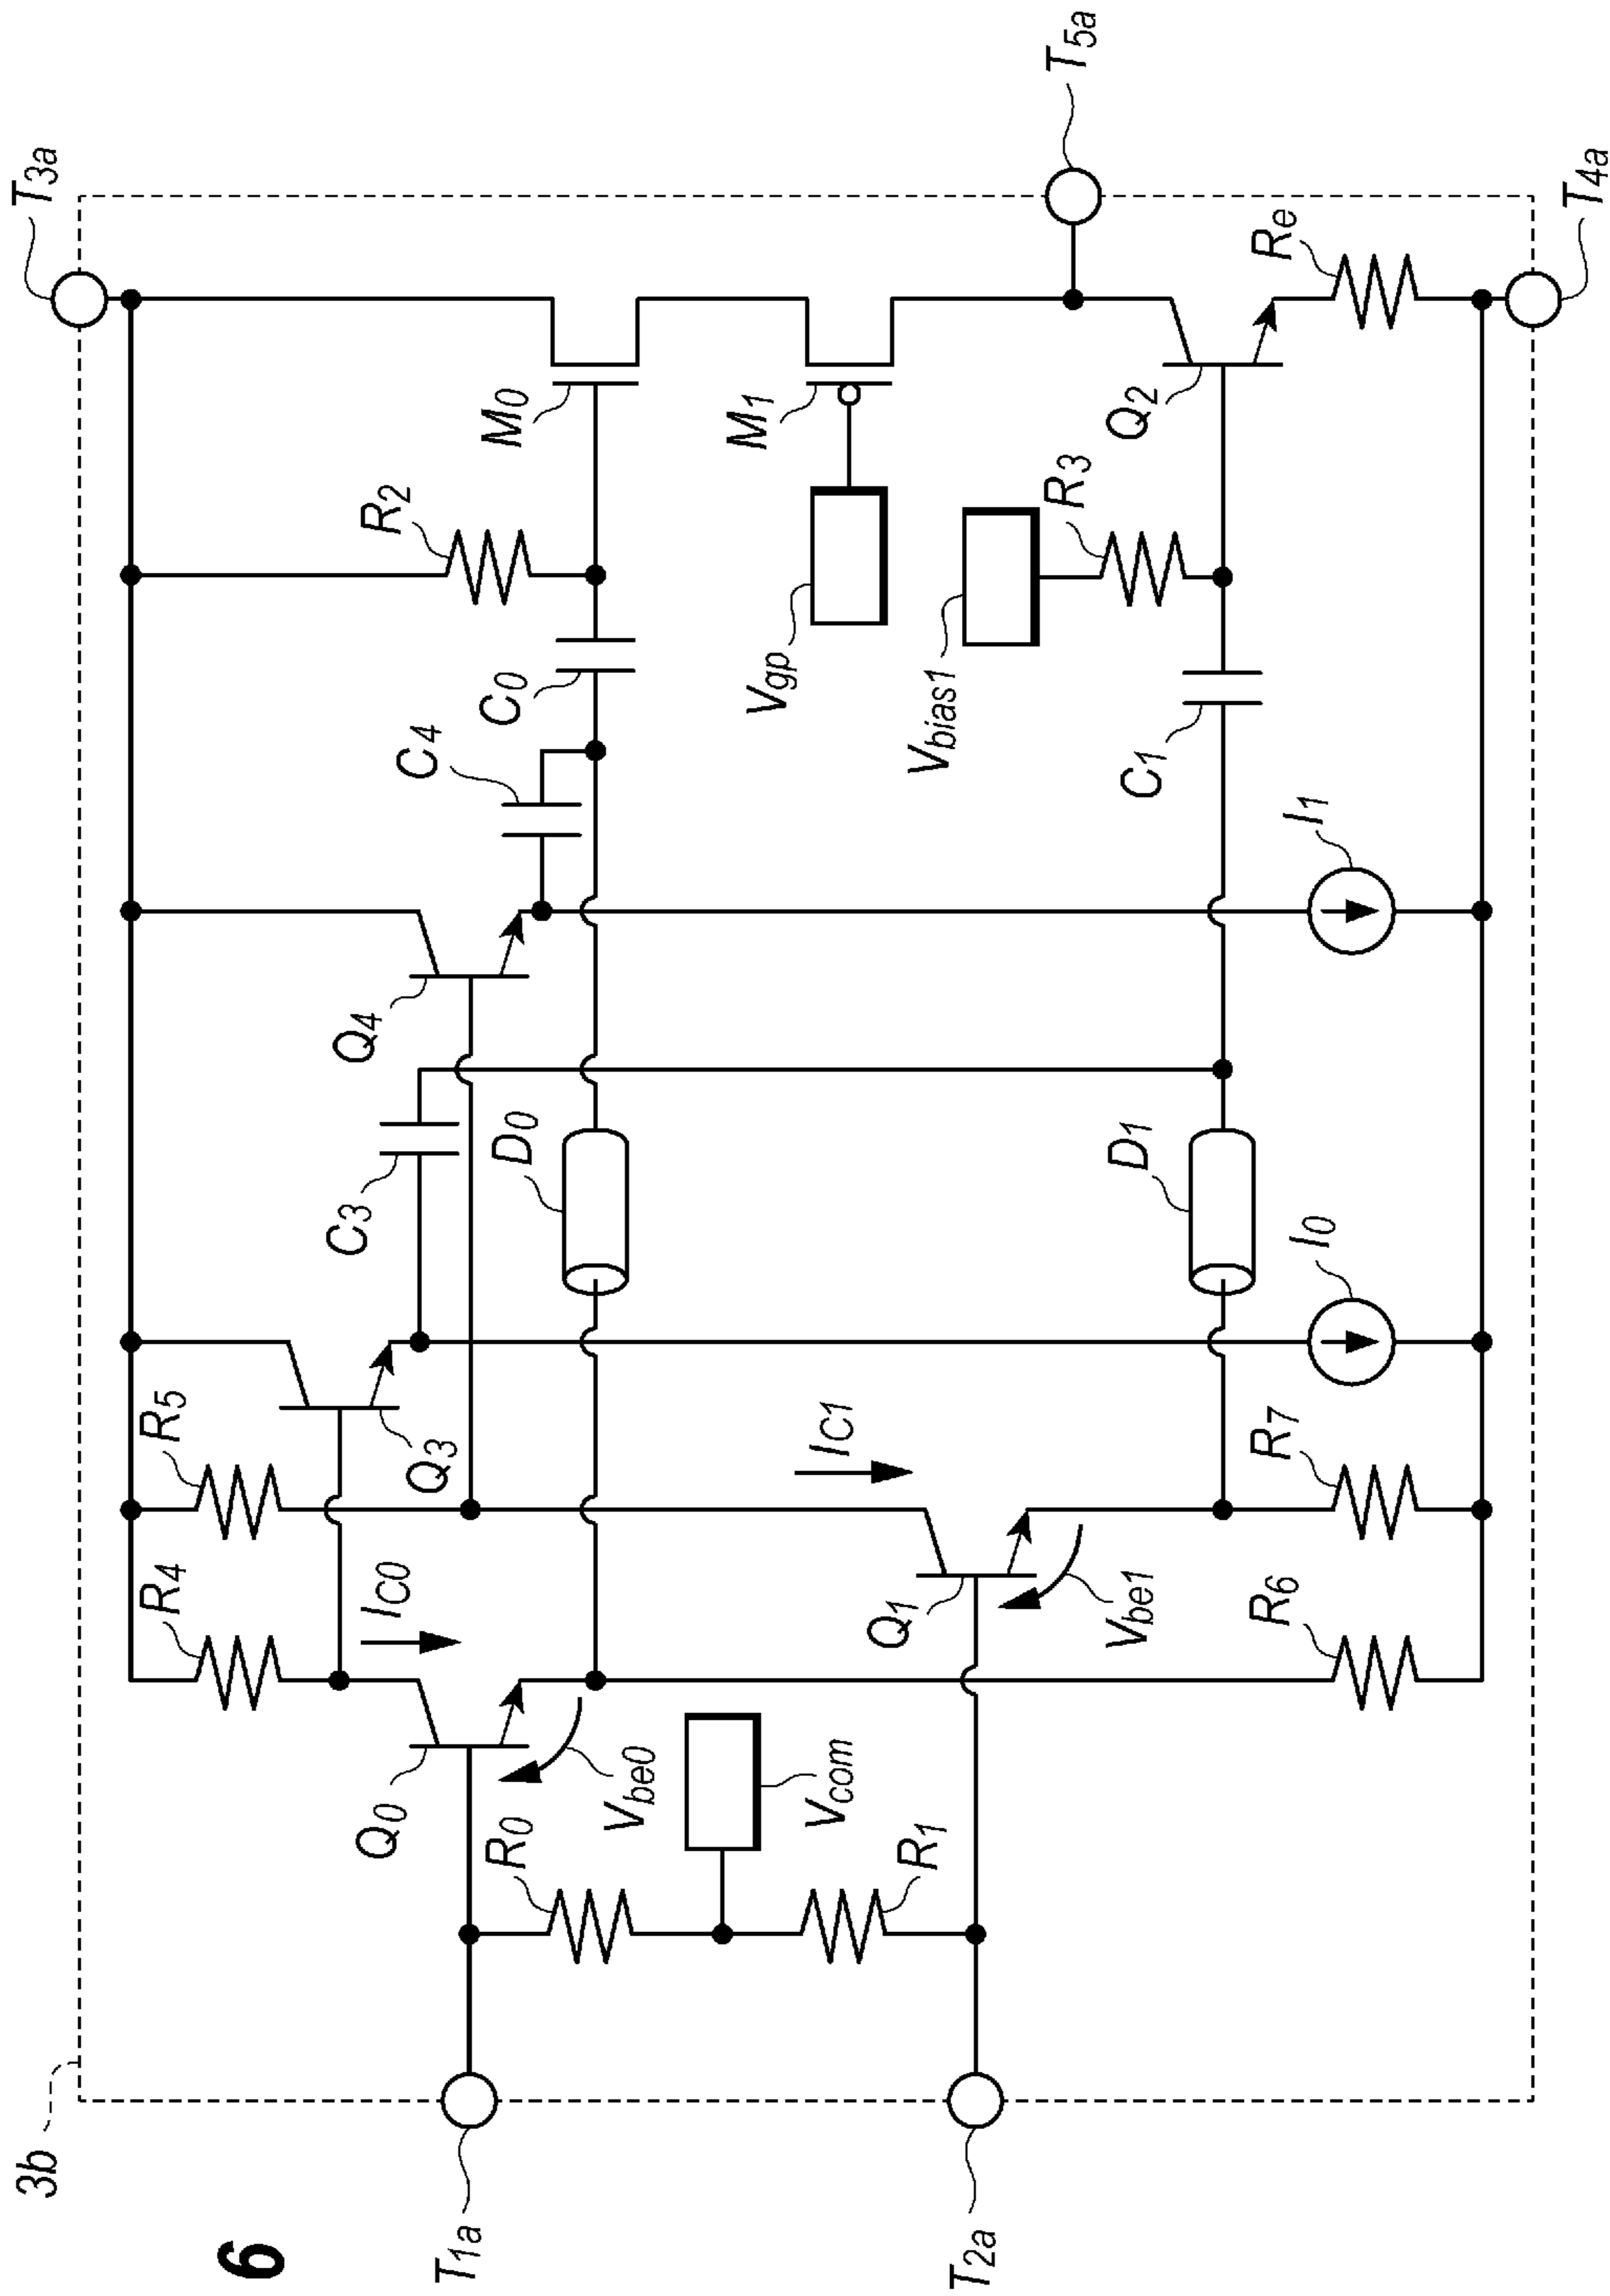 6
3b
T3a
T5a
T4a
T1a
T2a
R4
R5
R2
IC0
Q0
Q3
C3
Q4
C4
C0
M0
D0
Vbe0
R0
Vcom
R1
IC1
Q1
Vbe1
Vgp
M1
Vbias1
R3
D1
C1
Q2
R6
R7
I0
I1
Re